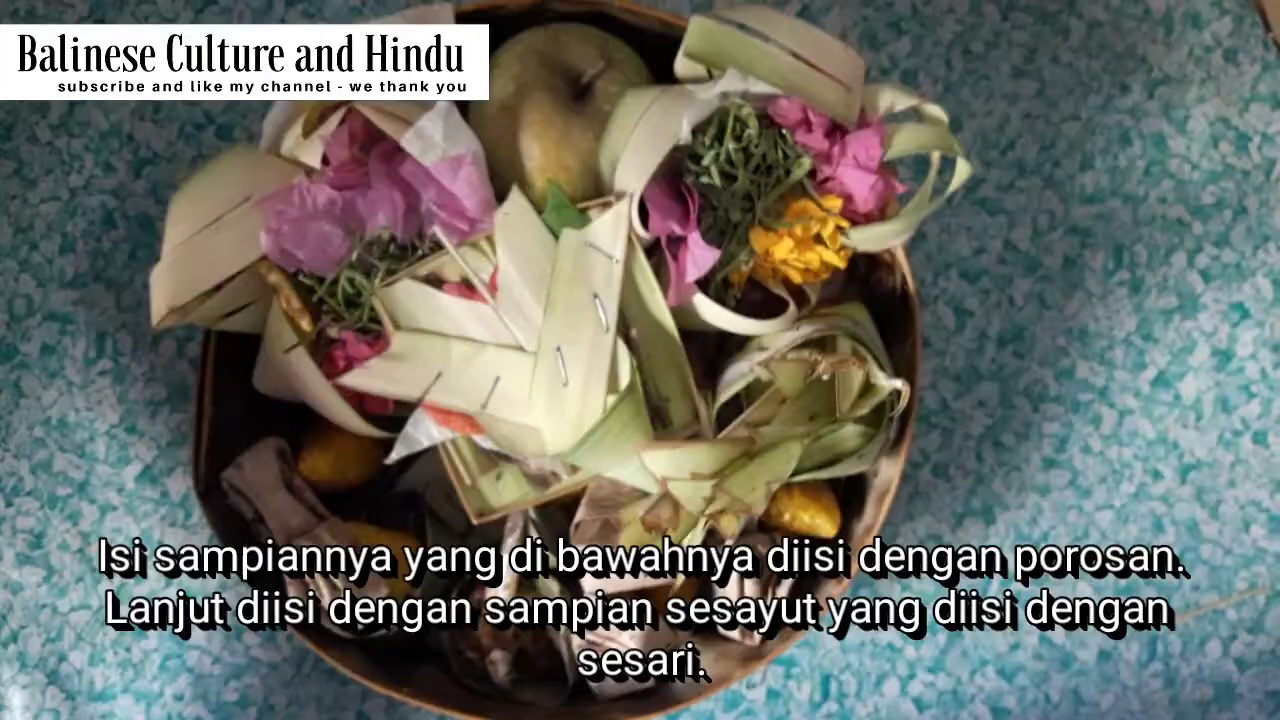 Balinese Culture and Hindu
subscribe and like my channel - we thank you
Isi sampiannya yang di bawahnya diisi dengan porosan.
Lanjut diisi dengan sampian sesayut yang diisi dengan
sesari.